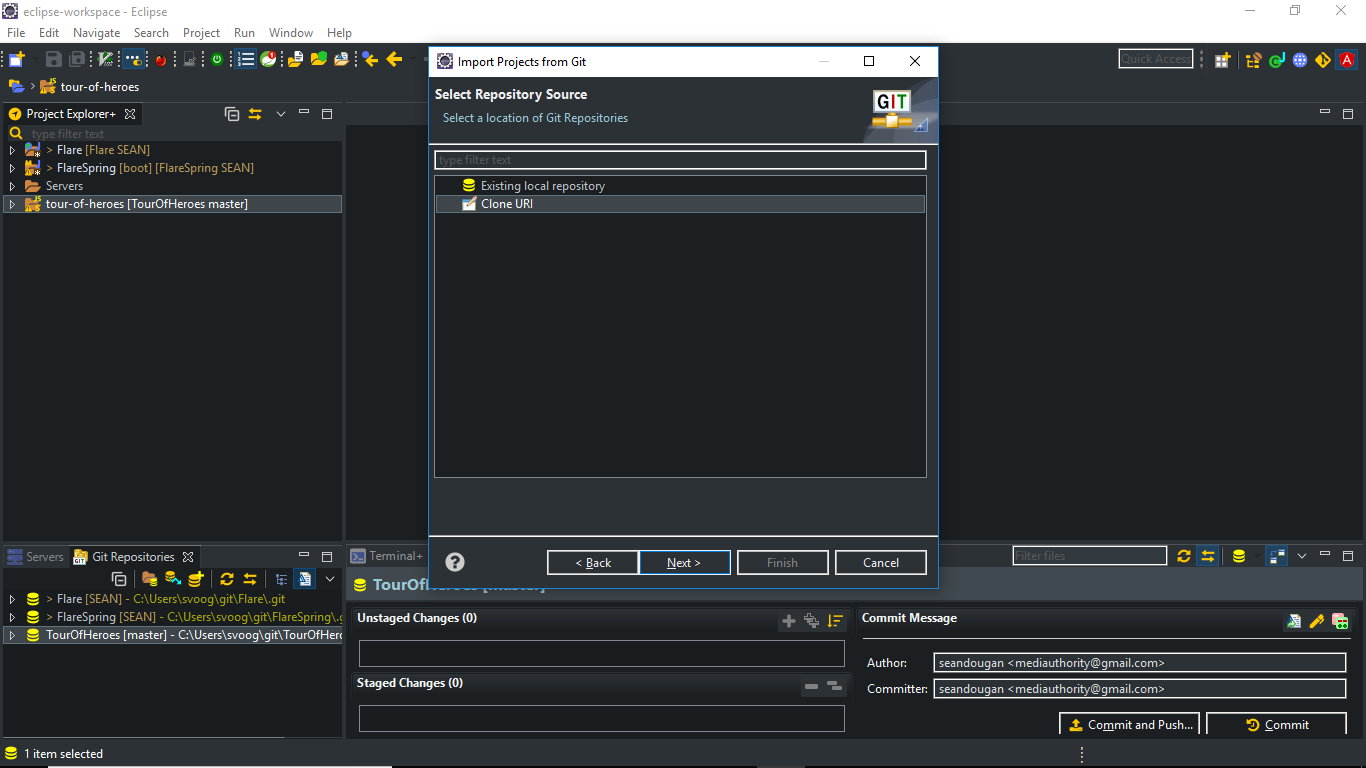 eclipse-workspace - Eclipse
File Edit Navigate Search Project Run Window Help
Quick Access
tour-of-heroes
Project Explorer+
type filter text
> Flare [Flare SEAN]
> FlareSpring [boot] [FlareSpring SEAN]
Servers
tour-of-heroes [TourOfHeroes master]
Import Projects from Git
Select Repository Source
Select a location of Git Repositories
GIT
type filter text
Existing local repository
Clone URI
< Back Next > Finish Cancel
Servers Git Repositories
> Flare [SEAN] - C:\Users\svoog\git\Flare\.git
> FlareSpring [SEAN] - C:\Users\svoog\git\FlareSpring\.g
TourOfHeroes [master] - C:\Users\svoog\git\TourOfHero
Terminal+
Filter files
Unstaged Changes (0)
Staged Changes (0)
Commit Message
Author: seandougan <mediauthority@gmail.com>
Committer: seandougan <mediauthority@gmail.com>
Commit and Push... Commit
1 item selected